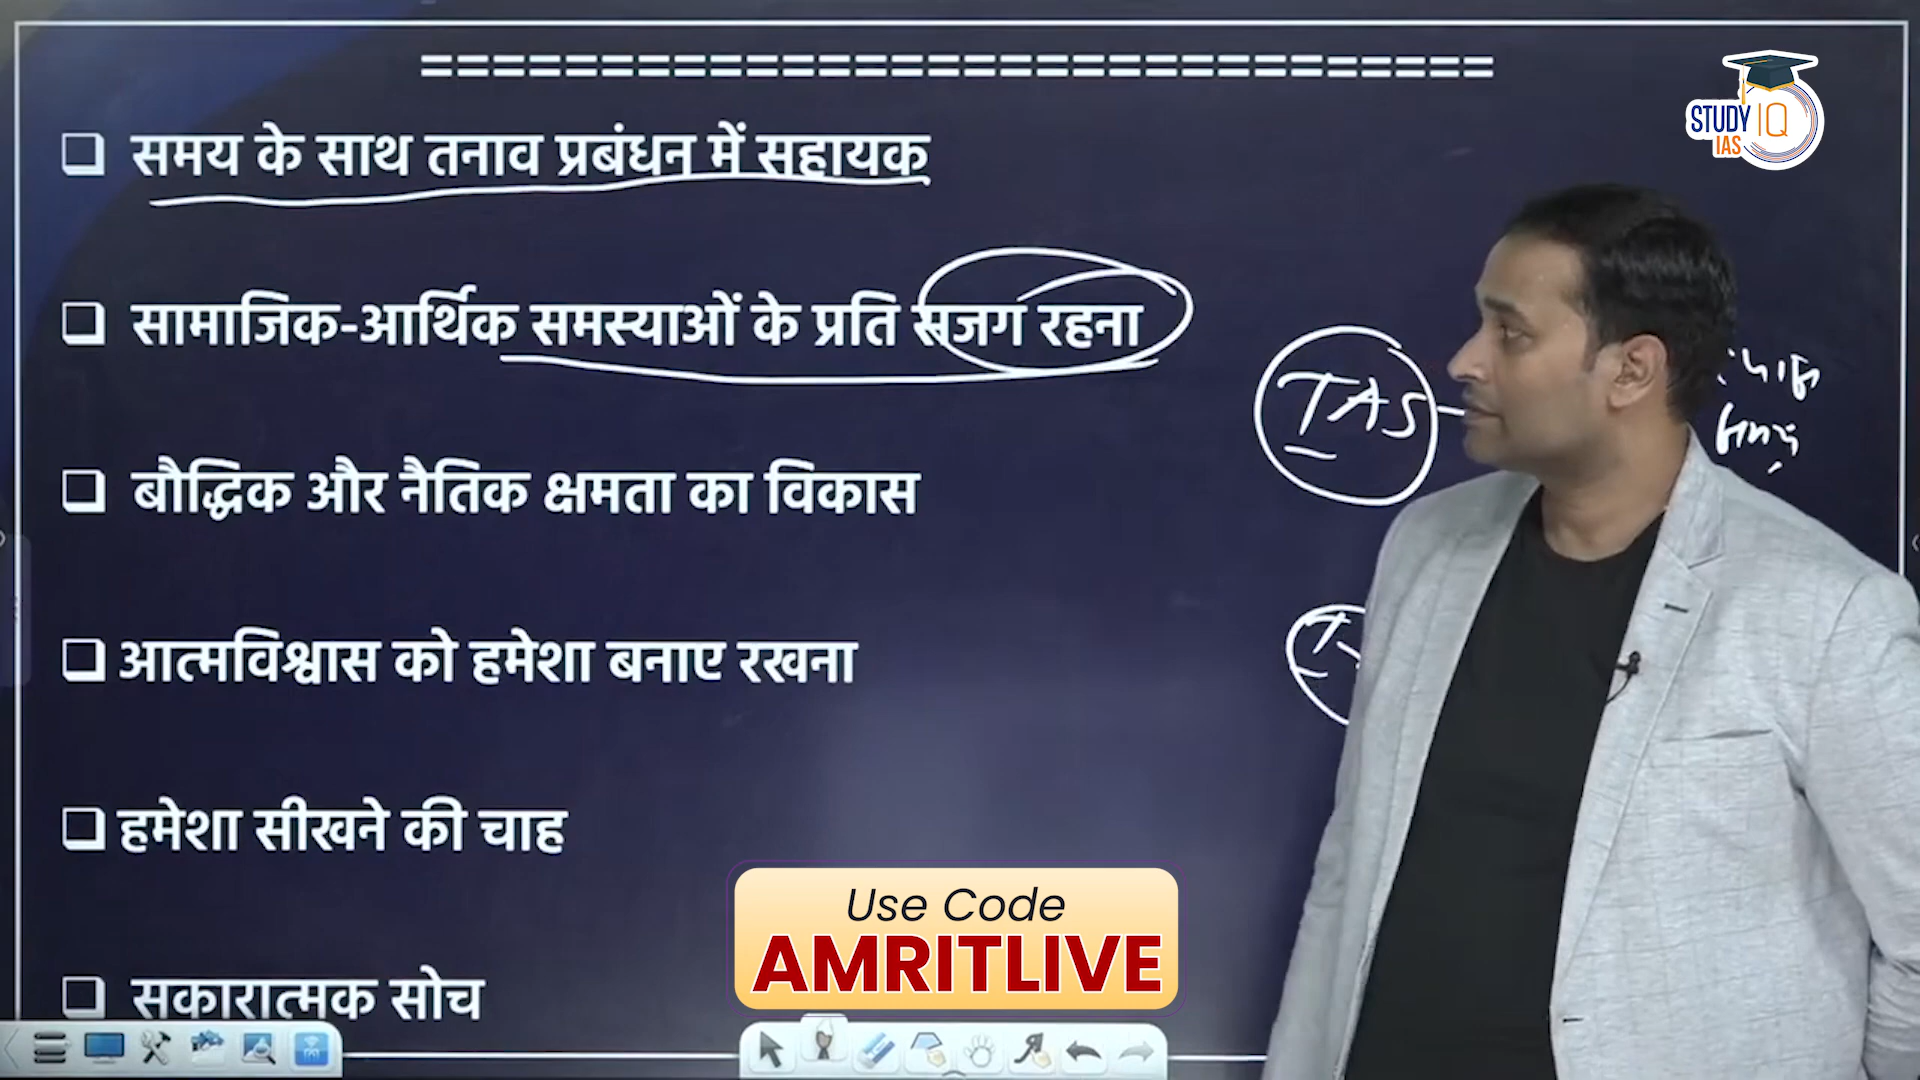 ==============================
STUDY IQ
IAS
❑ समय के साथ तनाव प्रबंधन में सहायक
❑ सामाजिक-आर्थिक समस्याओं के प्रति सजग रहना
TAS
❑ बौद्धिक और नैतिक क्षमता का विकास
❑ आत्मविश्वास को हमेशा बनाए रखना
❑ हमेशा सीखने की चाह
Use Code
AMRITLIVE
❑ सकारात्मक सोच